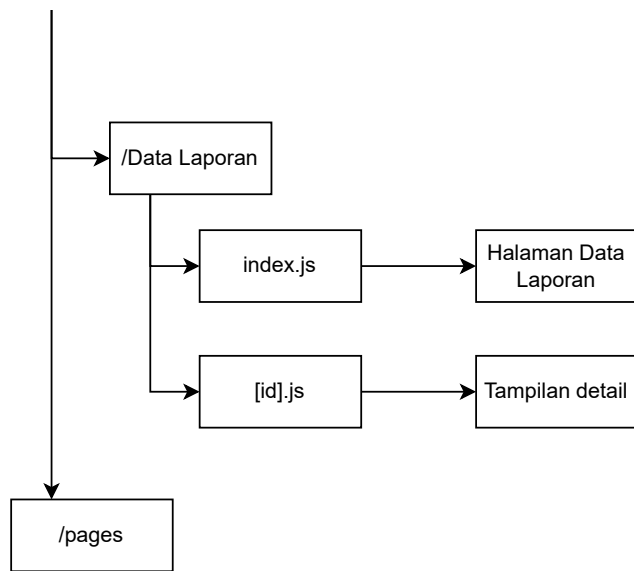 /Data Laporan
index.js
Halaman Data
Laporan
[id].js
Tampilan detail
/pages